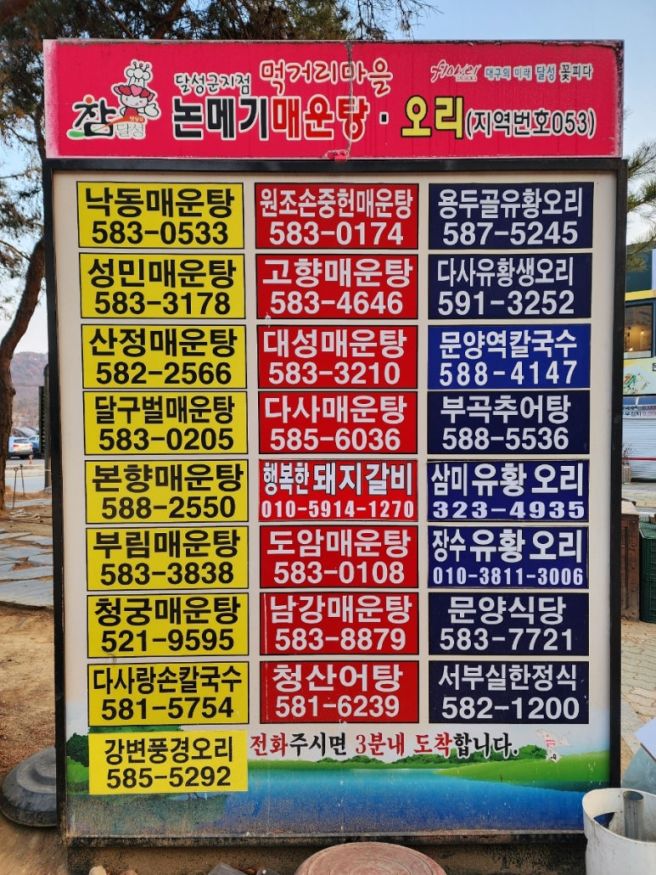 달성군지정 먹거리마을
논메기매운탕 · 오리(지역번호053)
참
달성
flower
대구의 미래 달성 꽃피다
낙동매운탕
583-0533
성민매운탕
583-3178
산정매운탕
582-2566
달구벌매운탕
583-0205
본향매운탕
588-2550
부림매운탕
583-3838
청궁매운탕
521-9595
다사랑손칼국수
581-5754
강변풍경오리
585-5292
원조손중헌매운탕
583-0174
고향매운탕
583-4646
대성매운탕
583-3210
다사매운탕
585-6036
행복한 돼지갈비
010-5914-1270
도암매운탕
583-0108
남강매운탕
583-8879
청산어탕
581-6239
용두골유황오리
587-5245
다사유황생오리
591-3252
문양역칼국수
588-4147
부곡추어탕
588-5536
삼미 유황 오리
323-4935
장수 유황 오리
010-3811-3006
문양식당
583-7721
서부실한정식
582-1200
전화주시면 3분내 도착합니다.